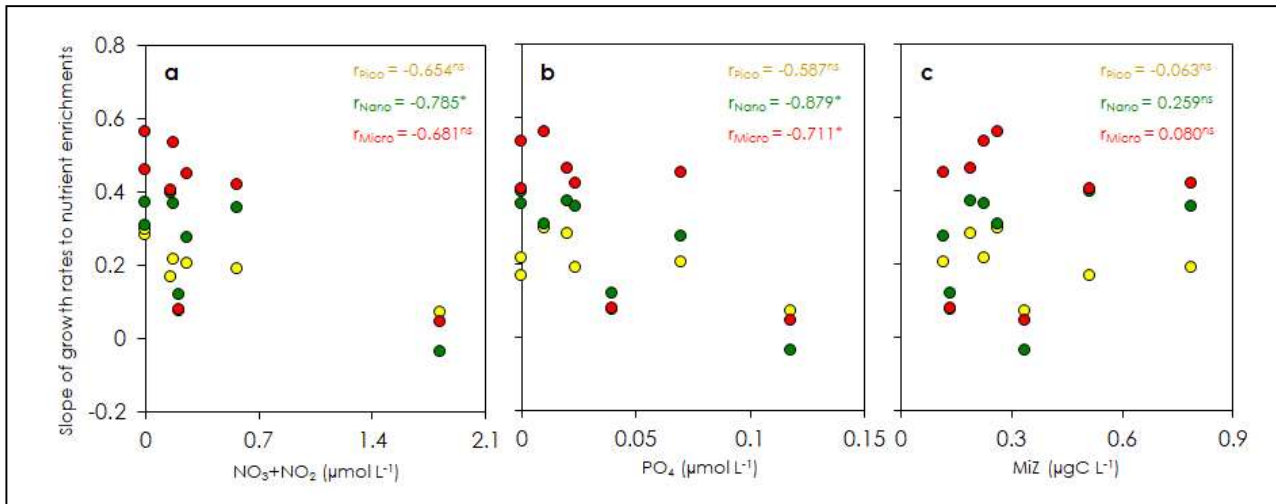 Slope of growth rates to nutrient enrichments
0.8
0.6
0.4
0.2
0
-0.2
a
rPico = -0.654ns
rNano = -0.785*
rMicro = -0.681ns
0 0.7 1.4 2.1
NO3+NO2 (µmol L-1)
b
rPico = -0.587ns
rNano = -0.879*
rMicro = -0.711*
0 0.05 0.1 0.15
PO4 (µmol L-1)
c
rPico = -0.063ns
rNano = 0.259ns
rMicro = 0.080ns
0 0.3 0.6 0.9
MiZ (µgC L-1)